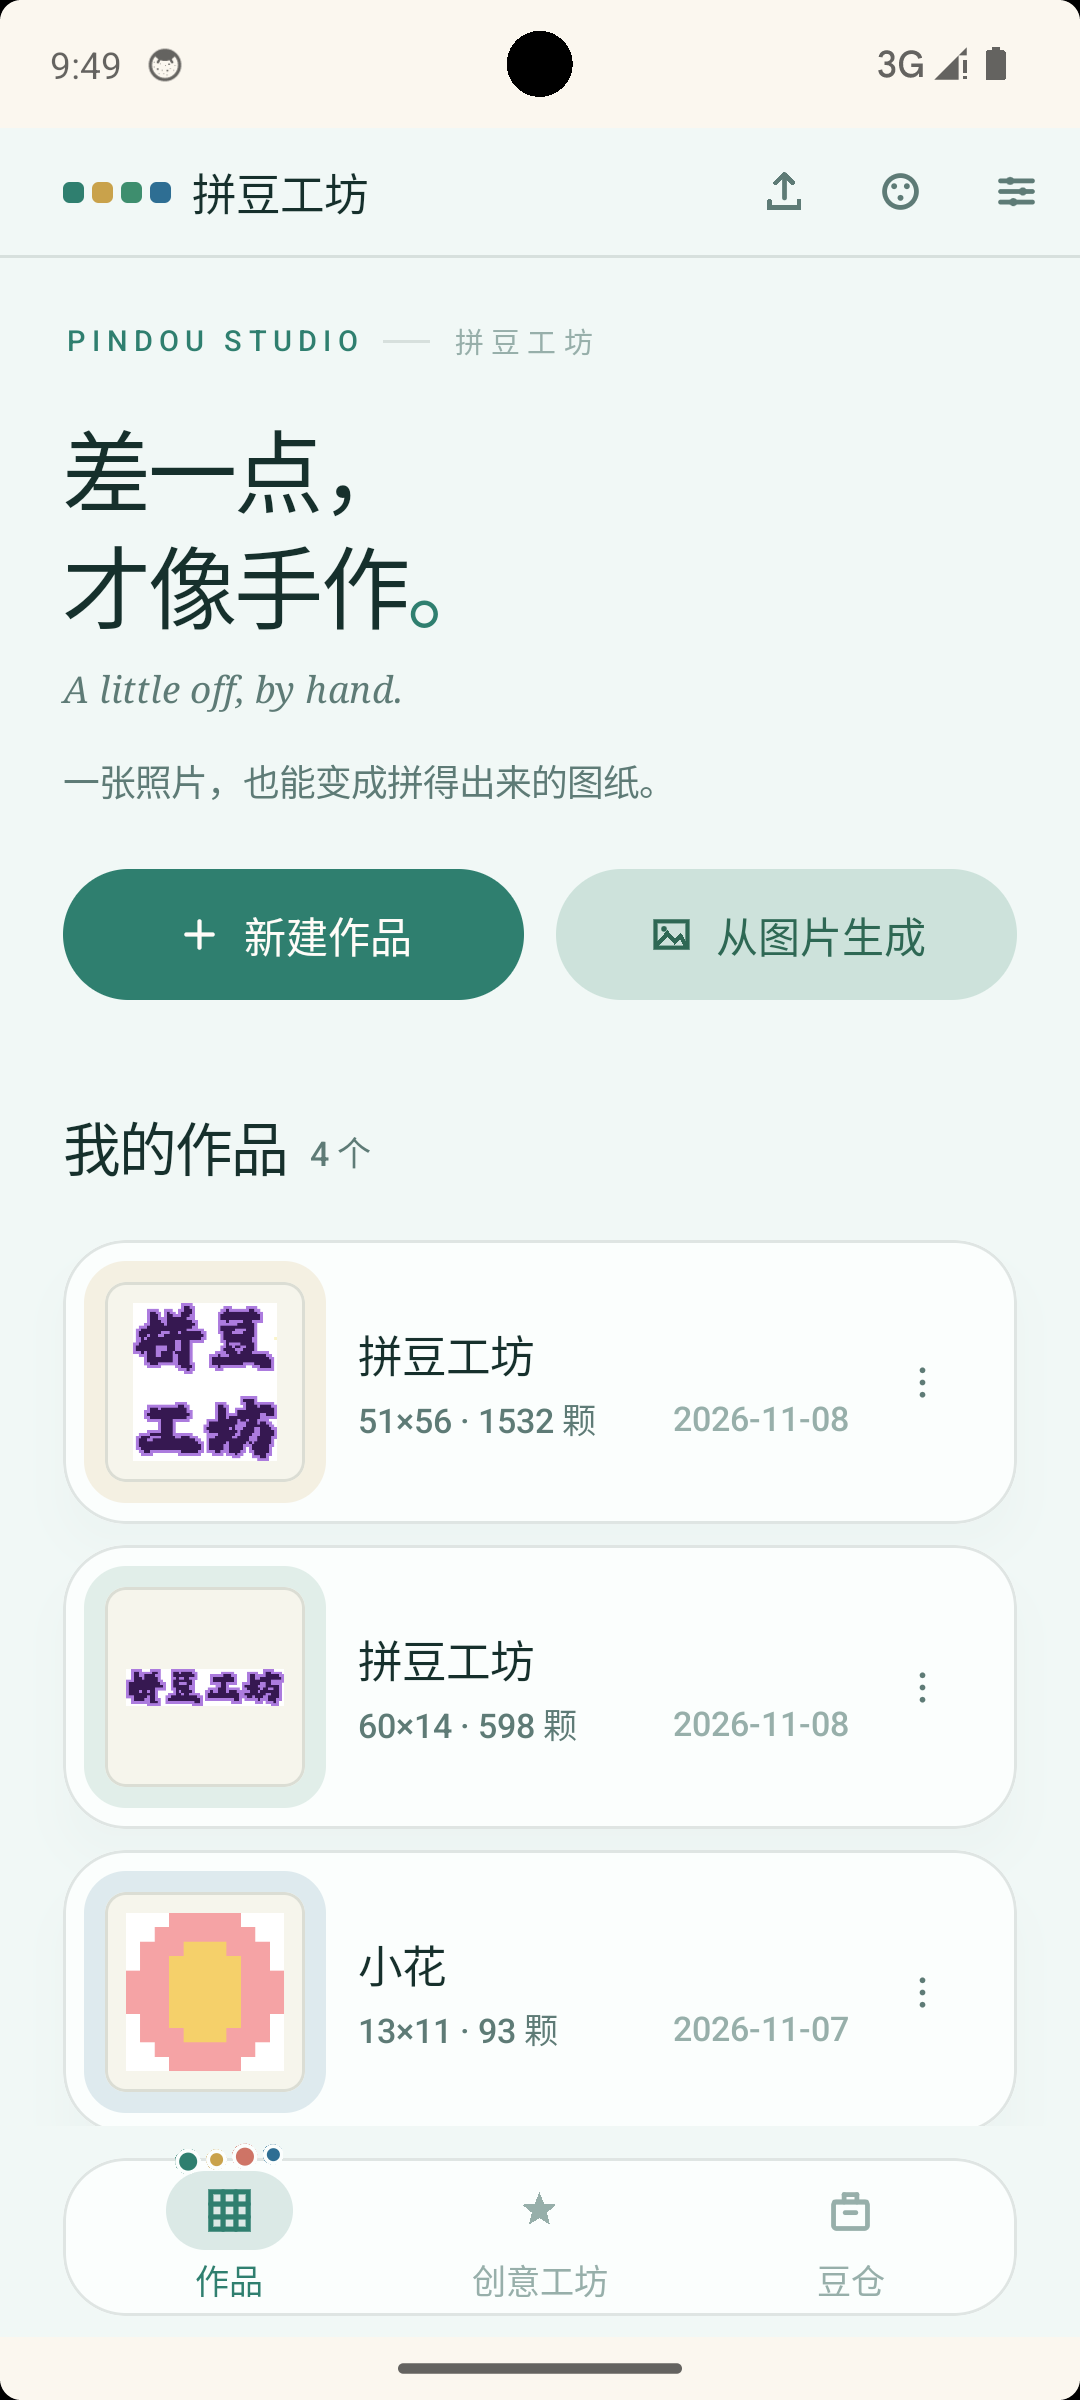 9:49
3G
拼豆工坊
PINDOU STUDIO — 拼豆工坊
差一点，
才像手作。
A little off, by hand.
一张照片，也能变成拼得出来的图纸。
新建作品
从图片生成
我的作品 4 个
拼豆
工坊
拼豆工坊
51×56 · 1532 颗 2026-11-08
拼豆工坊
拼豆工坊
60×14 · 598 颗 2026-11-08
小花
13×11 · 93 颗 2026-11-07
作品
创意工坊
豆仓